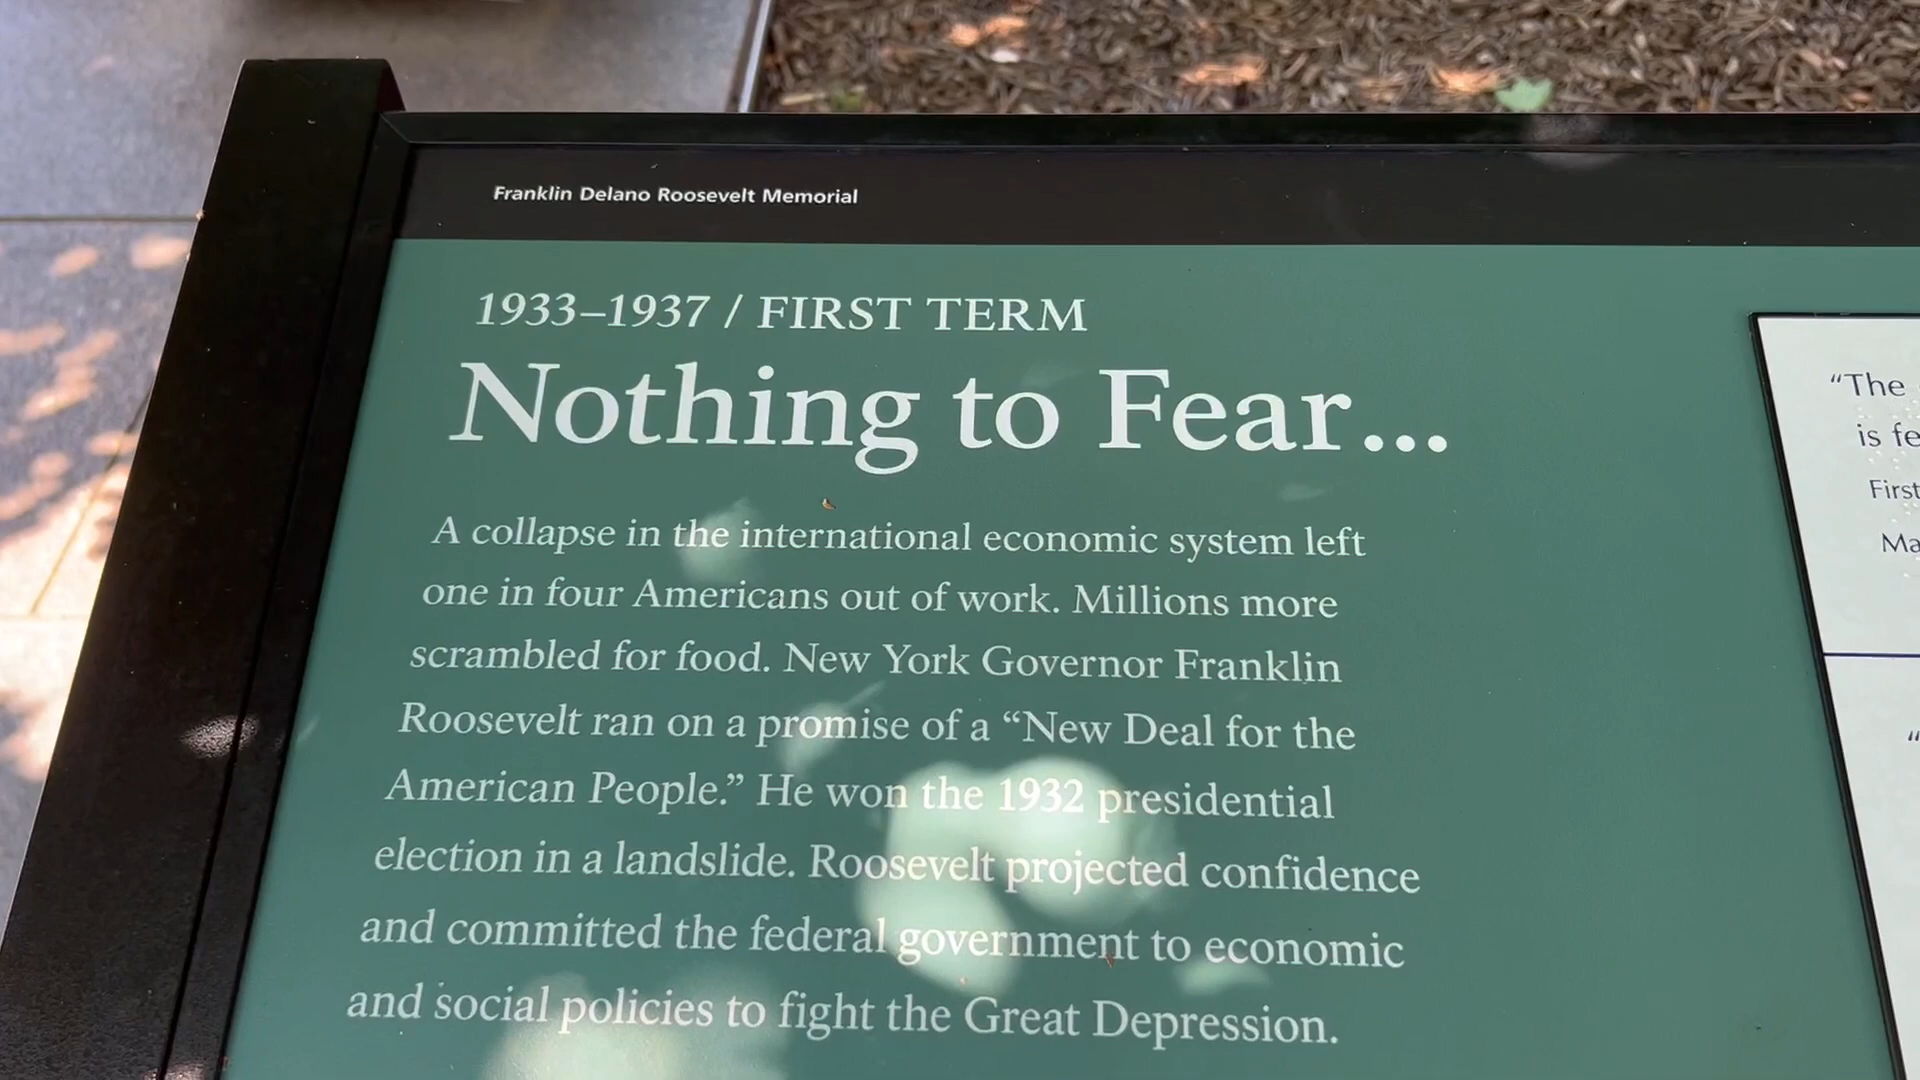 Franklin Delano Roosevelt Memorial
1933–1937 / FIRST TERM
Nothing to Fear...
A collapse in the international economic system left
one in four Americans out of work. Millions more
scrambled for food. New York Governor Franklin
Roosevelt ran on a promise of a “New Deal for the
American People.” He won the 1932 presidential
election in a landslide. Roosevelt projected confidence
and committed the federal government to economic
and social policies to fight the Great Depression.
“The
is
First